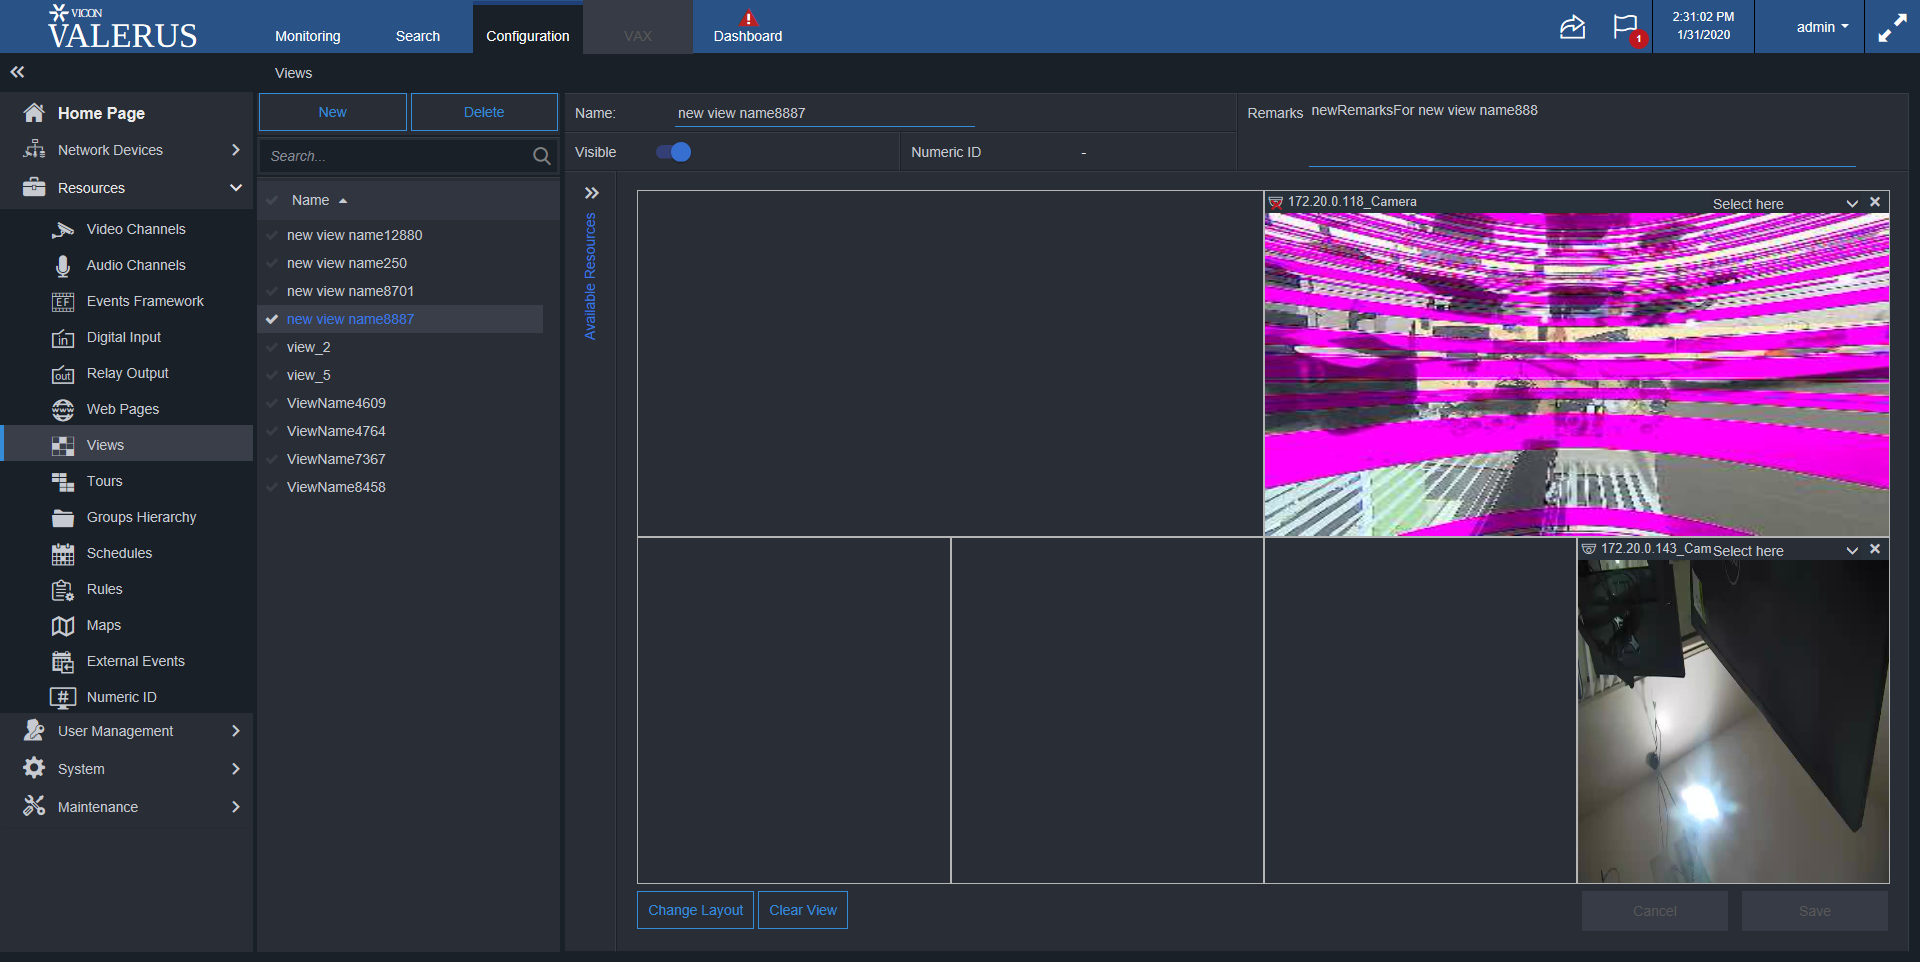 VICON
VALERUS
Monitoring
Search
Configuration
VAX
Dashboard
1
2:31:02 PM
1/31/2020
admin
Views
Home Page
Network Devices
Resources
Video Channels
Audio Channels
EF
Events Framework
in
Digital Input
out
Relay Output
www
Web Pages
Views
Tours
Groups Hierarchy
Schedules
Rules
Maps
External Events
#
Numeric ID
User Management
System
Maintenance
New
Delete
Search...
Name
new view name12880
new view name250
new view name8701
new view name8887
view_2
view_5
ViewName4609
ViewName4764
ViewName7367
ViewName8458
Name:
new view name8887
Remarks
newRemarksFor new view name888
Visible
Numeric ID
-
Available Resources
172.20.0.118_Camera
Select here
172.20.0.143_Cam
Select here
Change Layout
Clear View
Cancel
Save